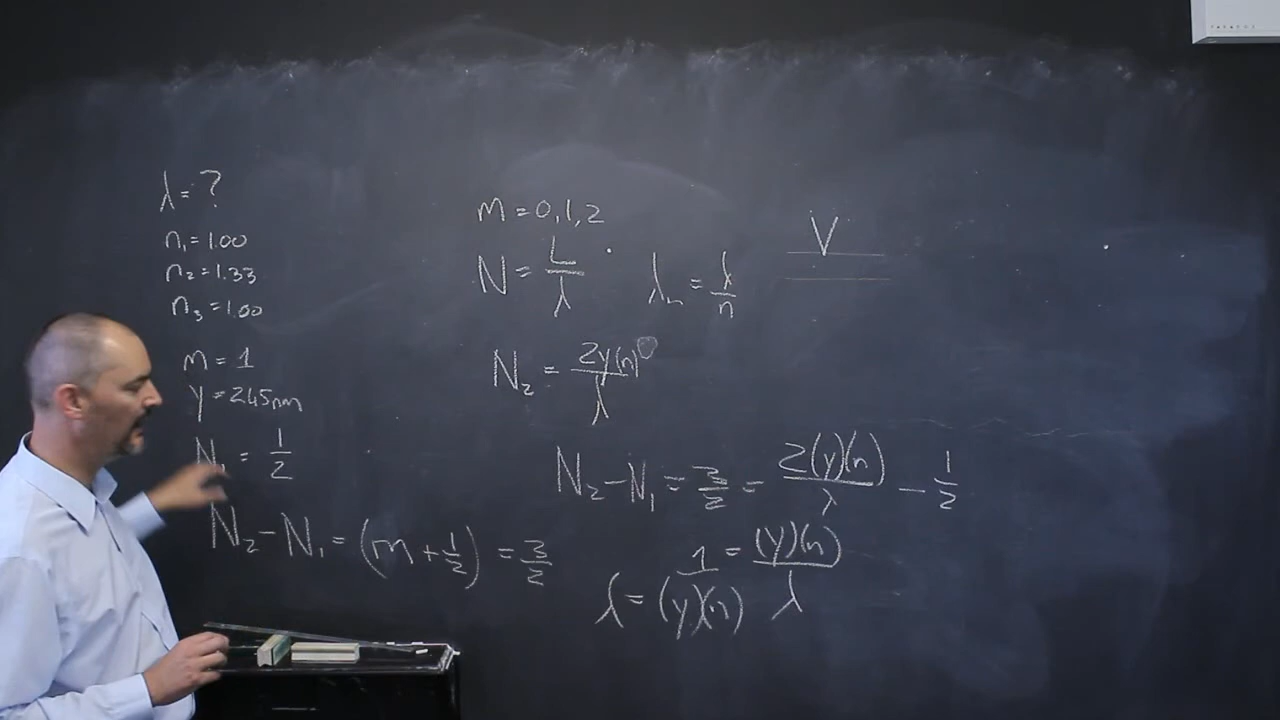 λ = ?
n₁ = 1.00
n₂ = 1.33
n₃ = 1.00
m = 1
y = 245nm
N₁ = 1/2
N₂ - N₁ = (m + 1/2) = 3/2
m = 0, 1, 2
N = L/λ
λₙ = λ/n
V
N₂ = 2y(n)/λ
N₂ - N₁ = 3/2 = 2(y)(n)/λ - 1/2
1 = (y)(n)/λ
λ = 1/(y)(n)